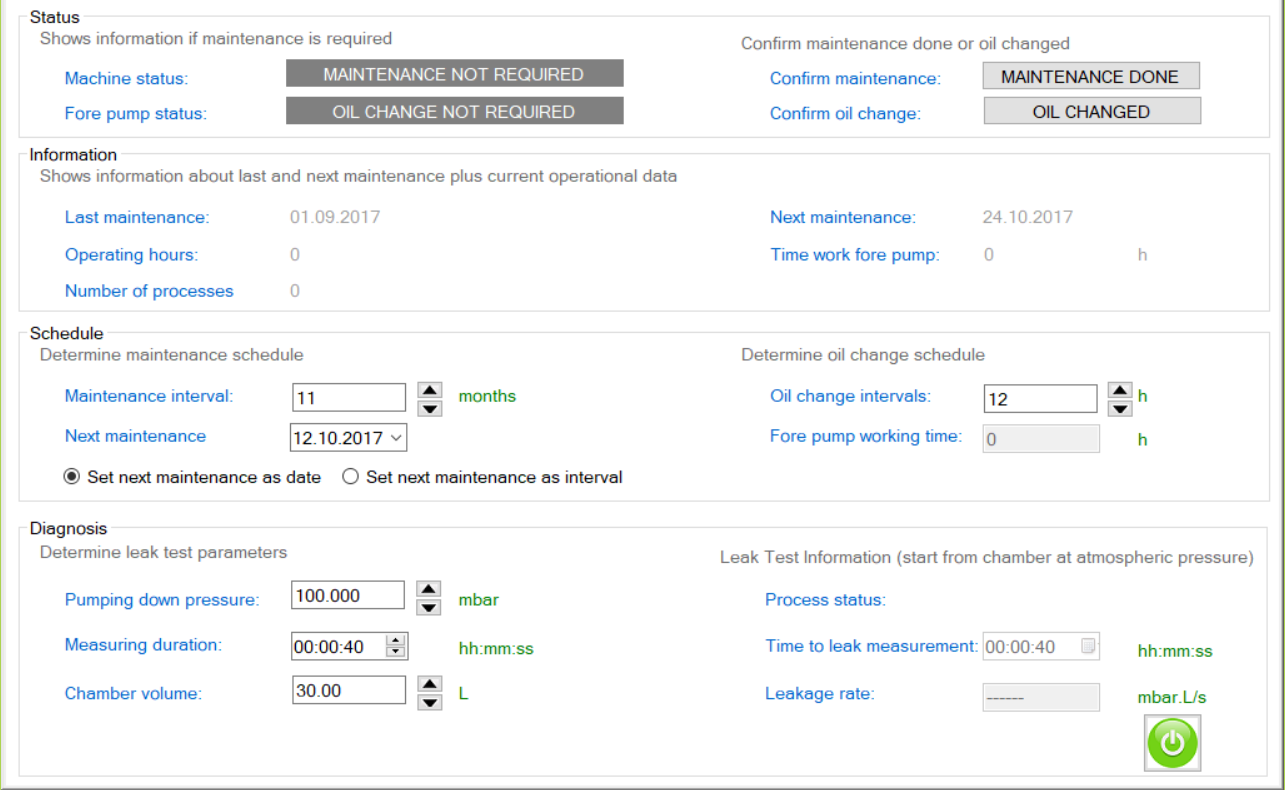 Status
Shows information if maintenance is required
Confirm maintenance done or oil changed
Machine status: MAINTENANCE NOT REQUIRED Confirm maintenance: MAINTENANCE DONE
Fore pump status: OIL CHANGE NOT REQUIRED Confirm oil change: OIL CHANGED
Information
Shows information about last and next maintenance plus current operational data
Last maintenance: 01.09.2017 Next maintenance: 24.10.2017
Operating hours: 0 Time work fore pump: 0 h
Number of processes 0
Schedule
Determine maintenance schedule Determine oil change schedule
Maintenance interval: 11 months Oil change intervals: 12 h
Next maintenance 12.10.2017 Fore pump working time: 0 h
Set next maintenance as date Set next maintenance as interval
Diagnosis
Determine leak test parameters Leak Test Information (start from chamber at atmospheric pressure)
Pumping down pressure: 100.000 mbar Process status:
Measuring duration: 00:00:40 hh:mm:ss Time to leak measurement: 00:00:40 hh:mm:ss
Chamber volume: 30.00 L Leakage rate: ------ mbar.L/s